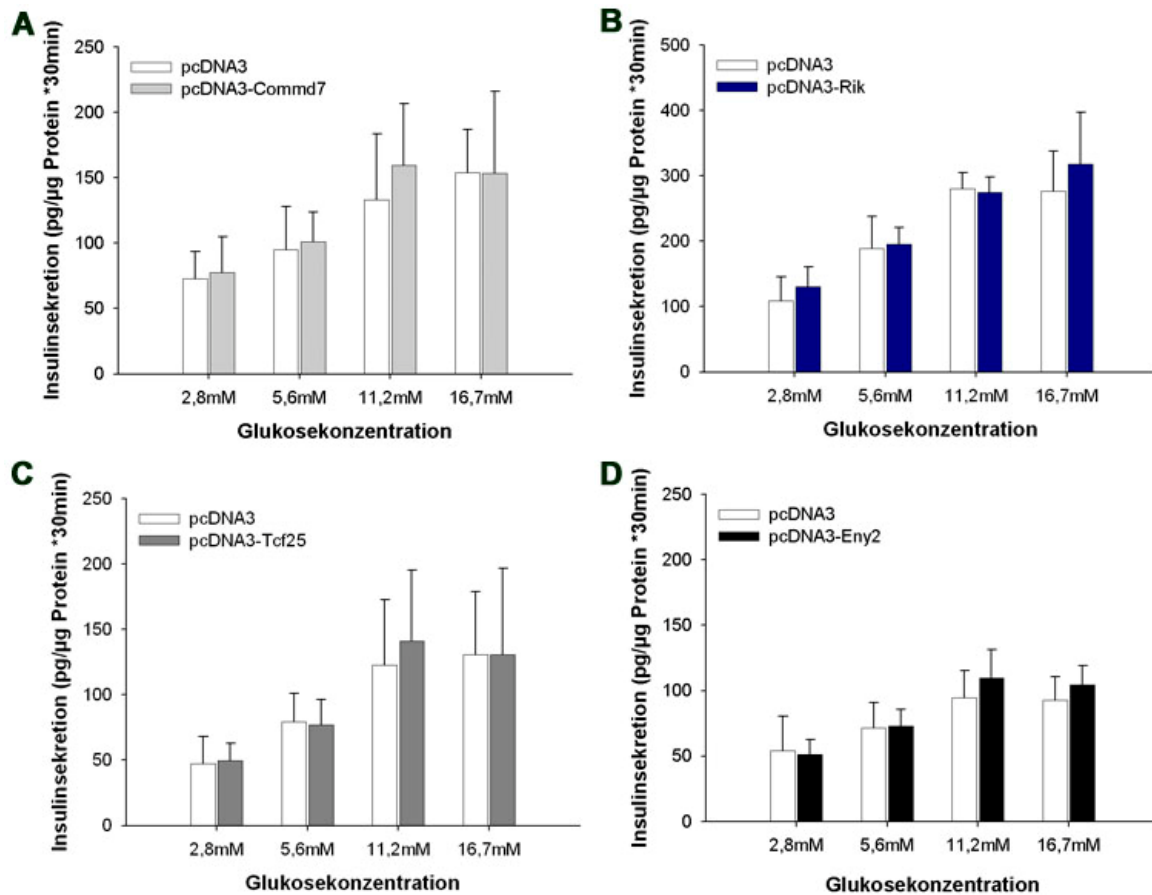 A
Insulinsekretion (pg/µg Protein *30min)
250
200
150
100
50
0
pcDNA3
pcDNA3-Commd7
2,8mM 5,6mM 11,2mM 16,7mM
Glukosekonzentration
B
Insulinsekretion (pg/µg Protein *30min)
500
400
300
200
100
0
pcDNA3
pcDNA3-Rik
2,8mM 5,6mM 11,2mM 16,7mM
Glukosekonzentration
C
Insulinsekretion (pg/µg Protein *30min)
250
200
150
100
50
0
pcDNA3
pcDNA3-Tcf25
2,8mM 5,6mM 11,2mM 16,7mM
Glukosekonzentration
D
Insulinsekretion (pg/µg Protein *30min)
250
200
150
100
50
0
pcDNA3
pcDNA3-Eny2
2,8mM 5,6mM 11,2mM 16,7mM
Glukosekonzentration